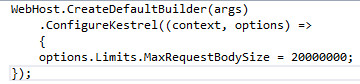 WebHost.CreateDefaultBuilder(args)
.ConfigureKestrel((context, options) =>
{
options.Limits.MaxRequestBodySize = 20000000;
});